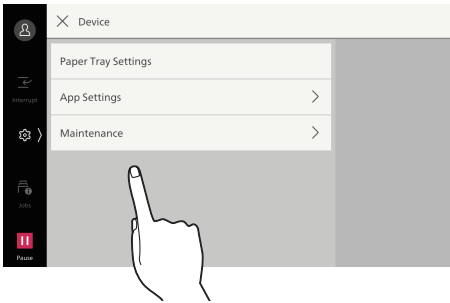 Device
Paper Tray Settings
App Settings
Maintenance
Interrupt
Jobs
Pause